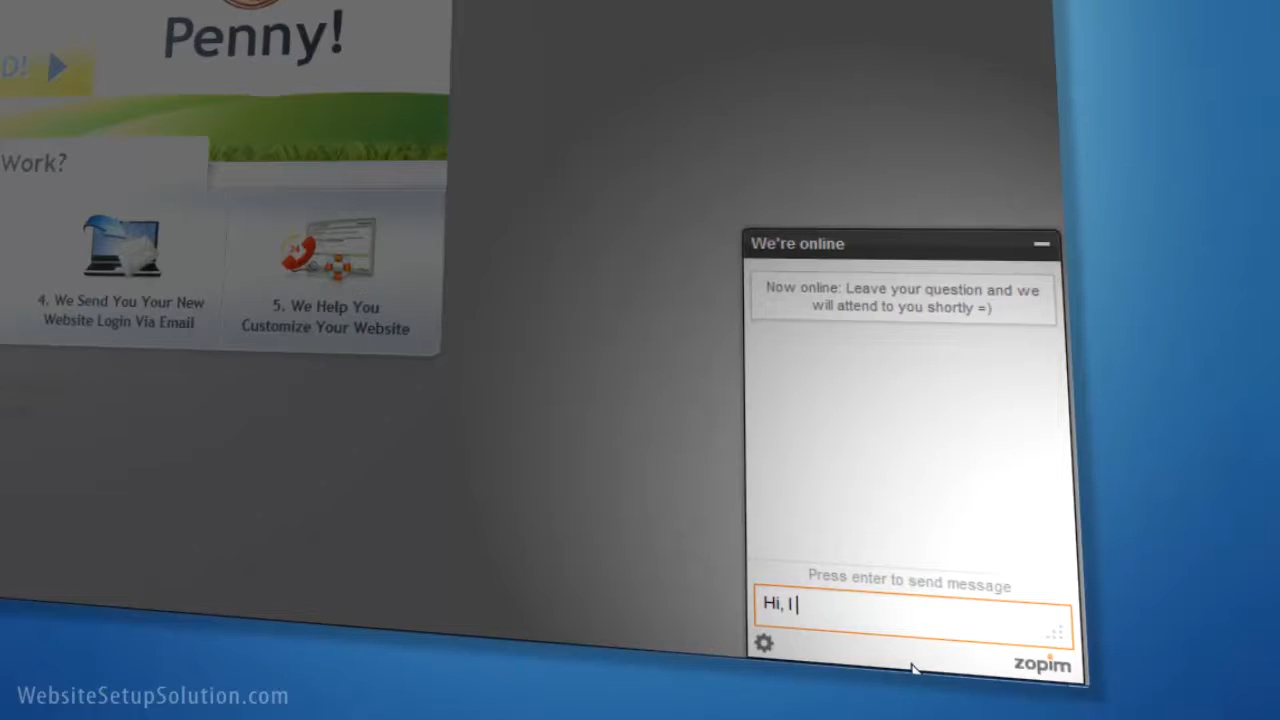 Penny!
D!
Work?
4. We Send You Your New
Website Login Via Email
5. We Help You
Customize Your Website
We're online
Now online: Leave your question and we
will attend to you shortly =)
Press enter to send message
Hi, I
zopim
WebsiteSetupSolution.com